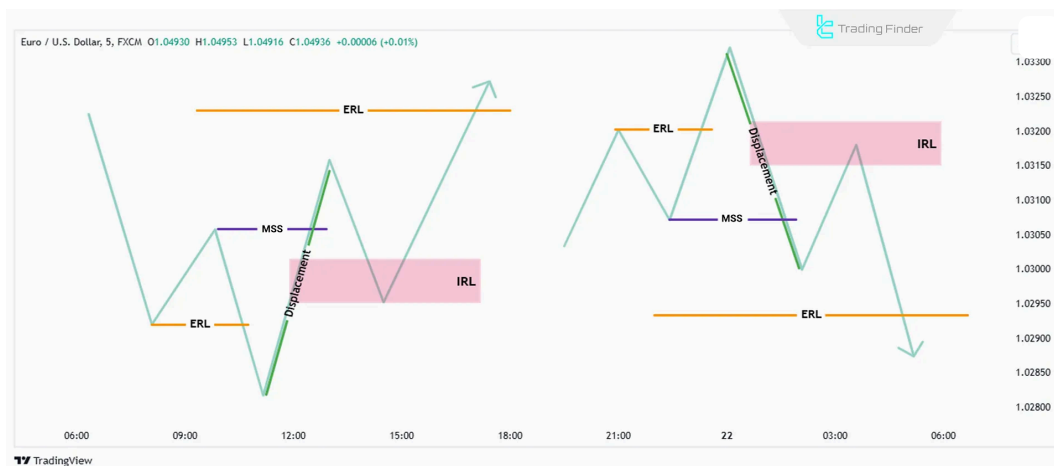 Trading Finder
Euro / U.S. Dollar, 5, FXCM O1.04930 H1.04953 L1.04916 C1.04936 +0.00006 (+0.01%)
1.03300
1.03250
ERL
ERL
1.03200
Displacement
IRL
1.03150
1.03100
MSS
MSS
1.03050
1.03000
Displacement
IRL
1.02950
ERL
ERL
1.02900
1.02850
1.02800
06:00 09:00 12:00 15:00 18:00 21:00 22 03:00 06:00
TradingView